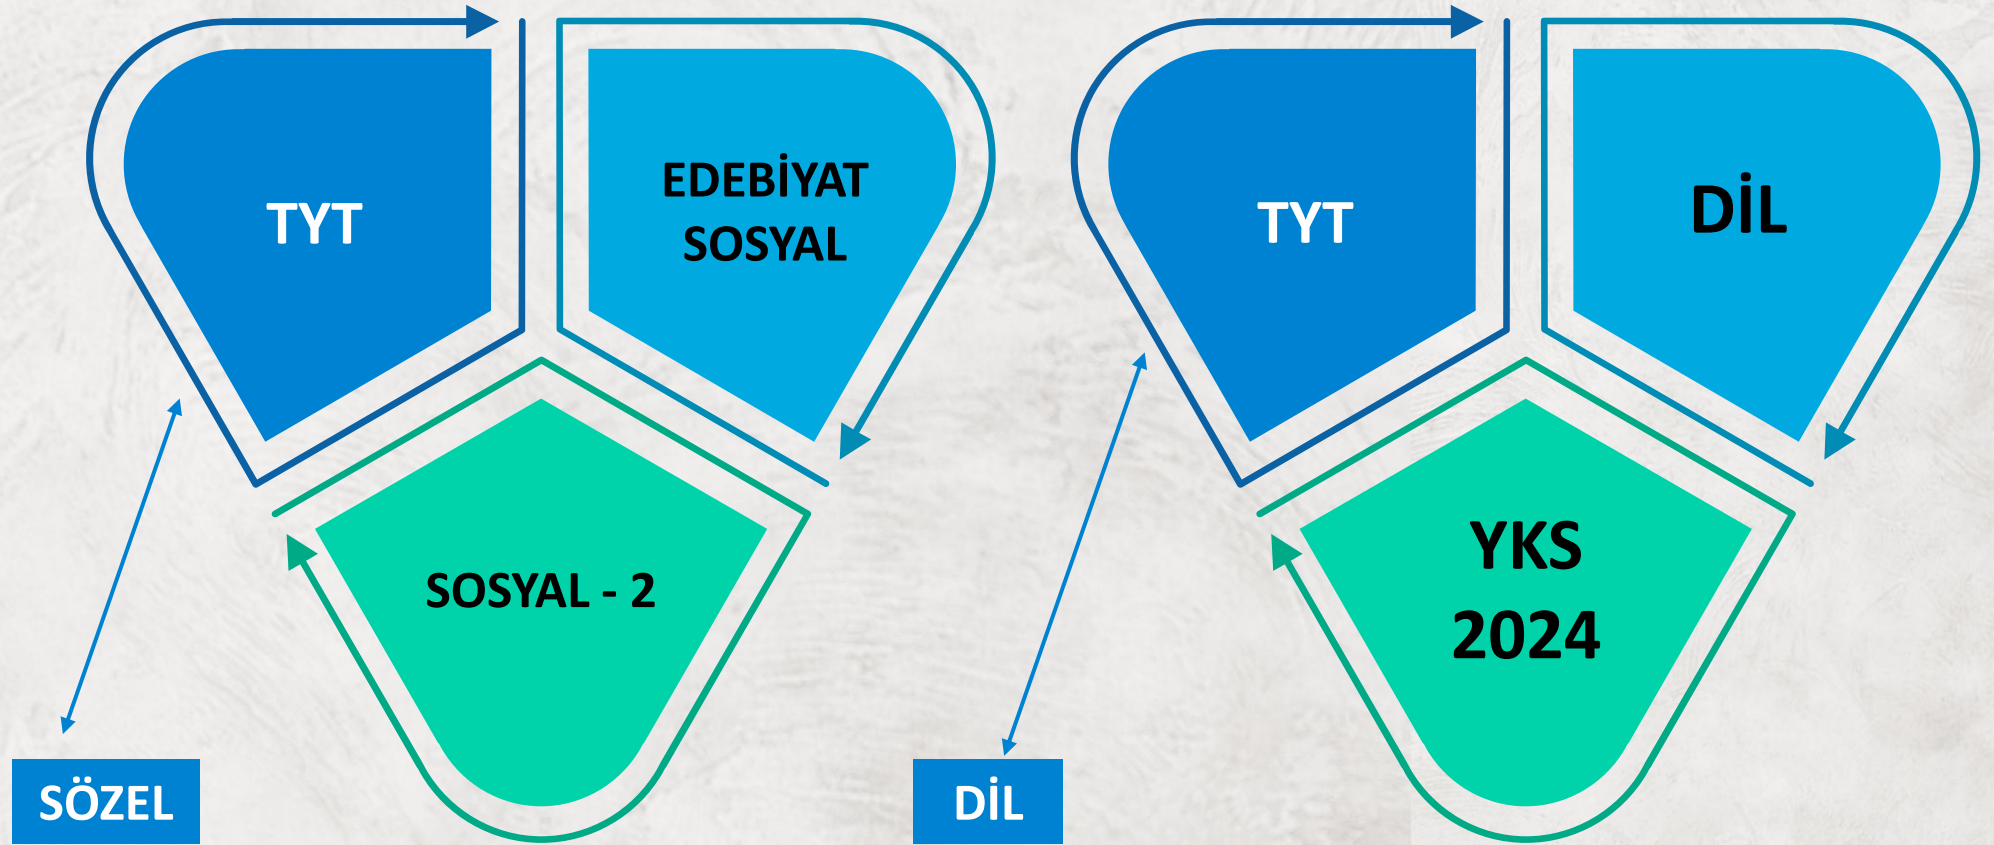 TYT
EDEBİYAT
SOSYAL
SOSYAL - 2
SÖZEL
TYT
DİL
YKS
2024
DİL